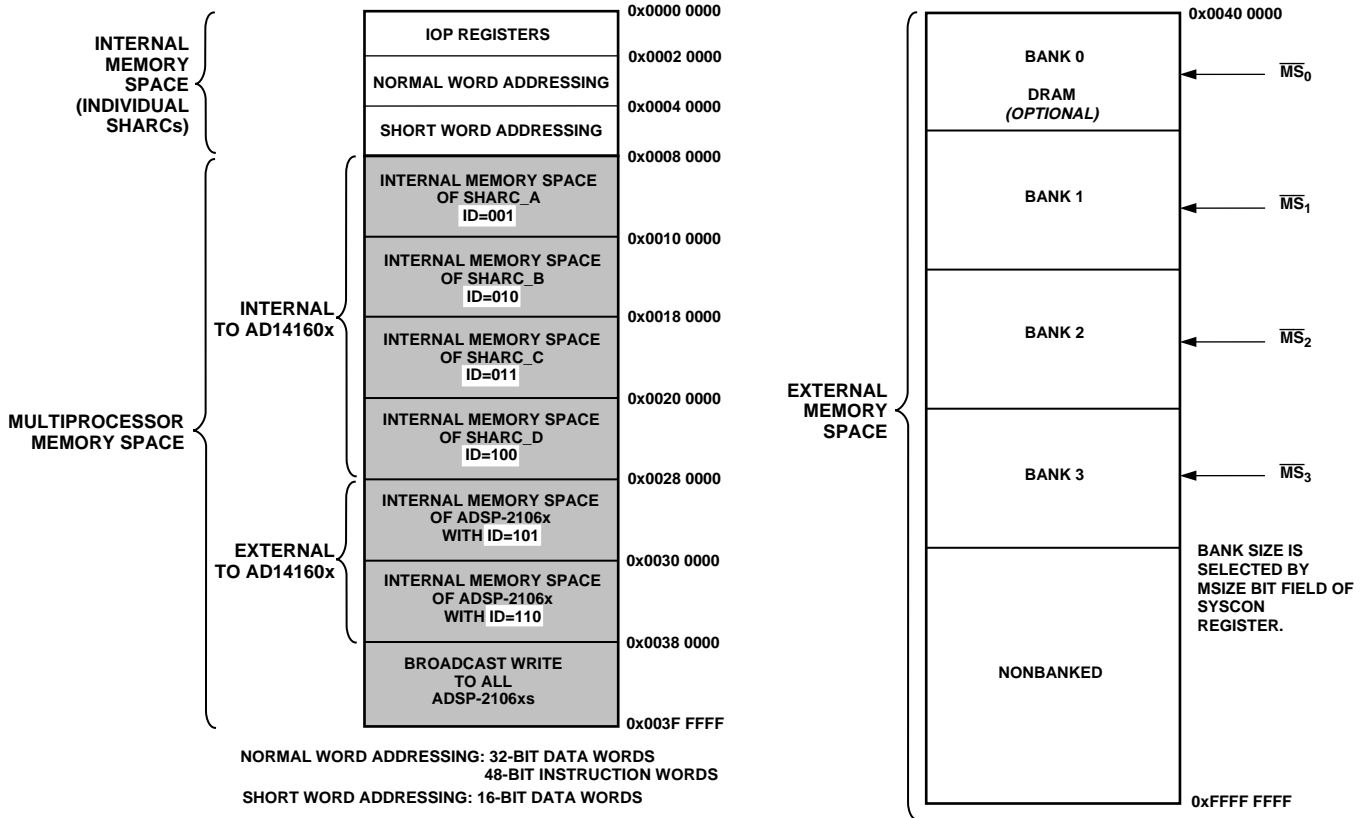 INTERNAL
MEMORY
SPACE
(INDIVIDUAL
SHARCs)
MULTIPROCESSOR
MEMORY SPACE
INTERNAL
TO AD14160x
EXTERNAL
TO AD14160x
0x0000 0000
IOP REGISTERS
0x0002 0000
NORMAL WORD ADDRESSING
0x0004 0000
SHORT WORD ADDRESSING
0x0008 0000
INTERNAL MEMORY SPACE
OF SHARC_A
ID=001
0x0010 0000
INTERNAL MEMORY SPACE
OF SHARC_B
ID=010
0x0018 0000
INTERNAL MEMORY SPACE
OF SHARC_C
ID=011
0x0020 0000
INTERNAL MEMORY SPACE
OF SHARC_D
ID=100
0x0028 0000
INTERNAL MEMORY SPACE
OF ADSP-2106x
WITH ID=101
0x0030 0000
INTERNAL MEMORY SPACE
OF ADSP-2106x
WITH ID=110
0x0038 0000
BROADCAST WRITE
TO ALL
ADSP-2106xs
0x003F FFFF
NORMAL WORD ADDRESSING: 32-BIT DATA WORDS
48-BIT INSTRUCTION WORDS
SHORT WORD ADDRESSING: 16-BIT DATA WORDS
EXTERNAL
MEMORY
SPACE
0x0040 0000
BANK 0
DRAM
(OPTIONAL)
MS0
BANK 1
MS1
BANK 2
MS2
BANK 3
MS3
BANK SIZE IS
SELECTED BY
MSIZE BIT FIELD OF
SYSCON
REGISTER.
NONBANKED
0xFFFF FFFF